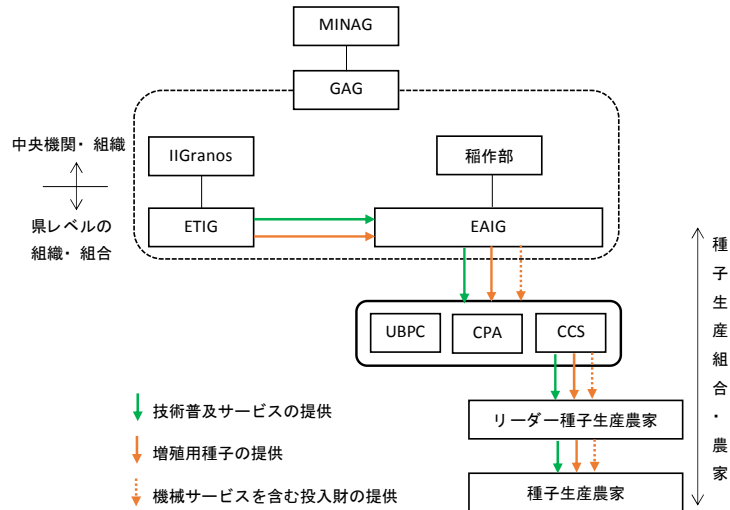 MINAG
GAG
中央機関・組織
県レベルの
組織・組合
IIGranos
稲作部
ETIG
EAIG
UBPC
CPA
CCS
リーダー種子生産農家
種子生産農家
技術普及サービスの提供
増殖用種子の提供
機械サービスを含む投入財の提供
種子生産組合・農家